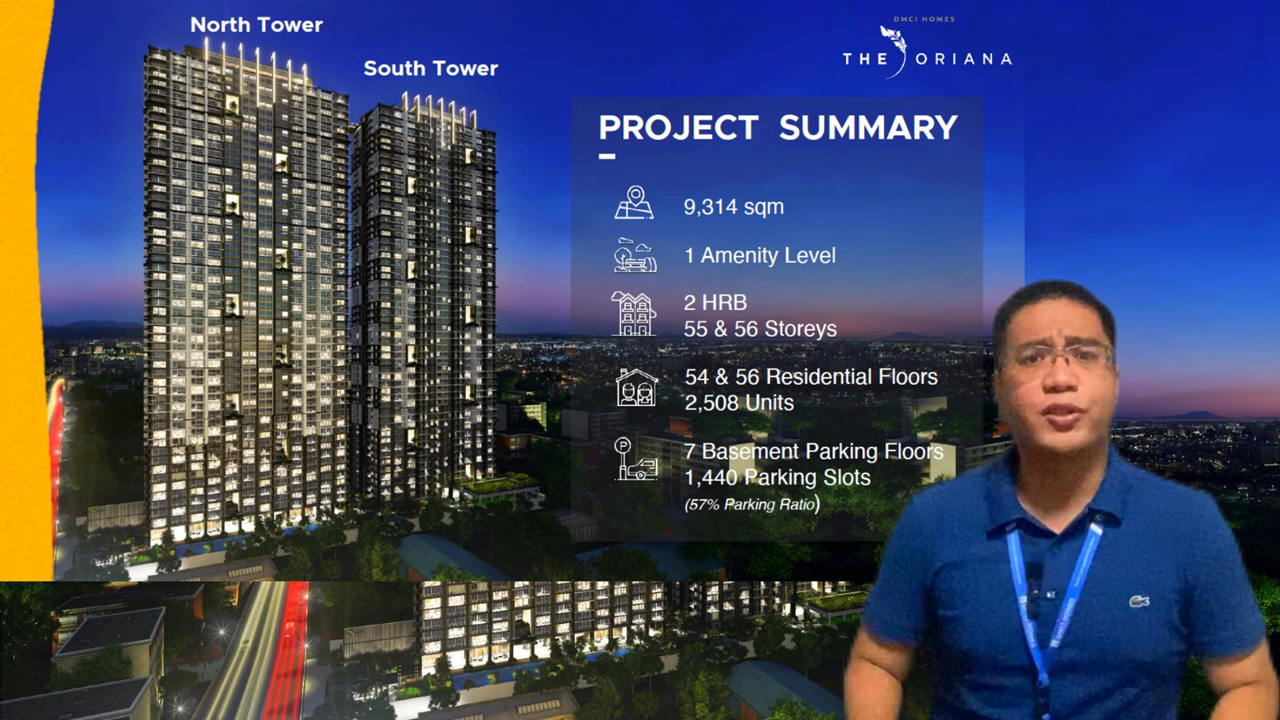 North Tower
South Tower
DMCI HOMES
THE ORIANA
PROJECT SUMMARY
9,314 sqm
1 Amenity Level
2 HRB
55 & 56 Storeys
54 & 56 Residential Floors
2,508 Units
P
7 Basement Parking Floors
1,440 Parking Slots
(57% Parking Ratio)